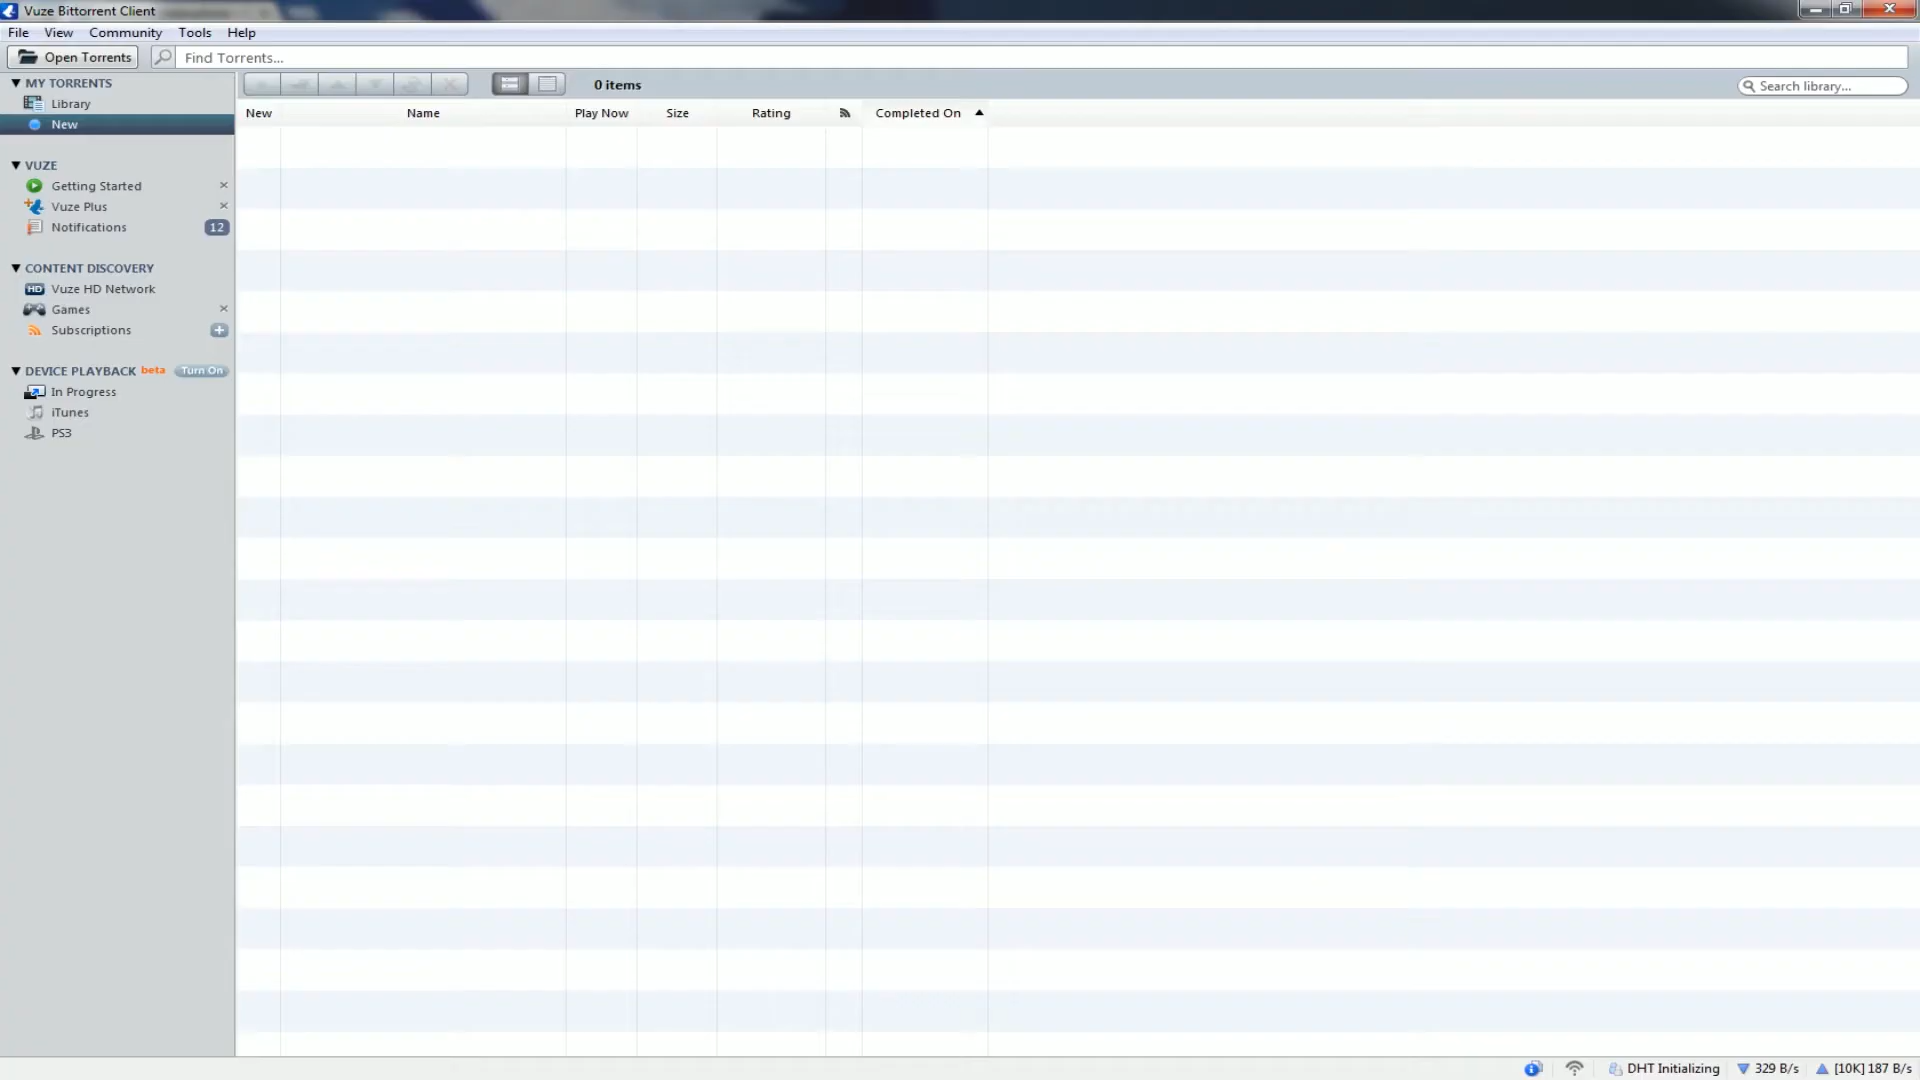 Vuze Bittorrent Client
File View Community Tools Help
Open Torrents Find Torrents...
MY TORRENTS
Library
New
VUZE
Getting Started
Vuze Plus
Notifications 12
CONTENT DISCOVERY
HD Vuze HD Network
Games
Subscriptions
DEVICE PLAYBACK beta Turn On
In Progress
iTunes
PS3
0 items Search library...
New Name Play Now Size Rating Completed On
DHT Initializing 329 B/s [10K] 187 B/s